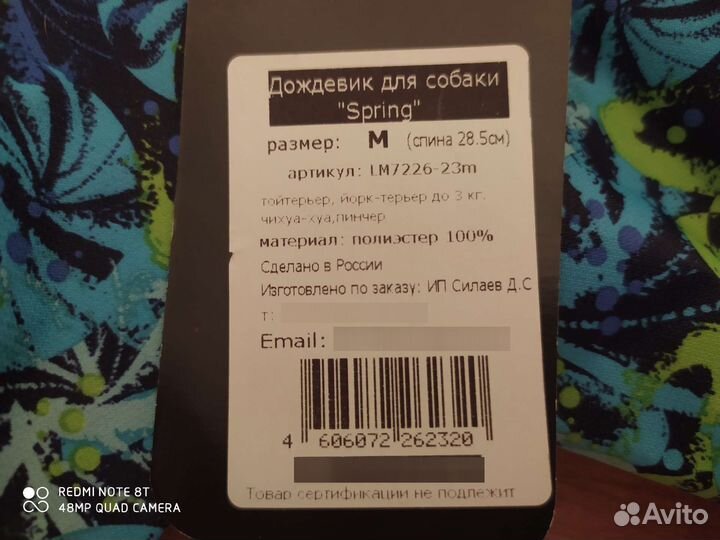 Дождевик для собаки
"Spring"
размер: M (спина 28.5см)
артикул: LM7226-23m
тойтерьер, йорк-терьер до 3 кг.
чихуа-хуа,пинчер
материал: полиэстер 100%
Сделано в России
Изготовлено по заказу: ИП Силаев Д.С
т:
Email:
4 606072 262320
Товар сертификации не подлежит
REDMI NOTE 8T
48MP QUAD CAMERA
Avito